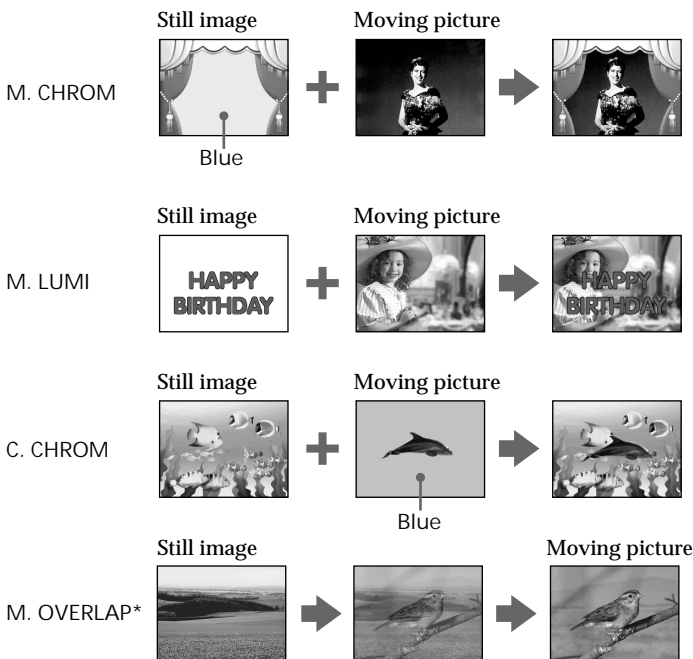 Still image Moving picture
M. CHROM
Blue
Still image Moving picture
M. LUMI
HAPPY
BIRTHDAY
HAPPY
BIRTHDAY
Still image Moving picture
C. CHROM
Blue
Still image Moving picture
M. OVERLAP*